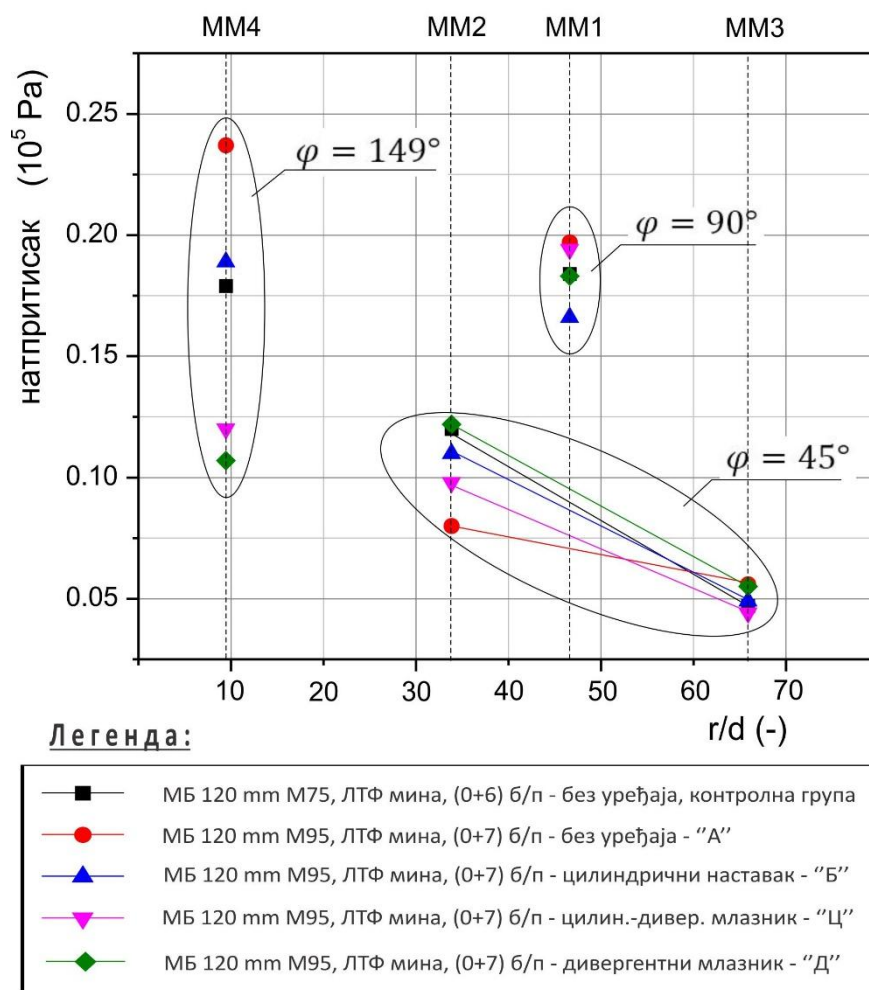 MM4 MM2 MM1 MM3
натпритисак (10⁵ Pa)
0.25
0.20
0.15
0.10
0.05
φ = 149°
φ = 90°
φ = 45°
10 20 30 40 50 60 70
r/d (-)
Легенда:
МБ 120 mm М75, ЛТФ мина, (0+6) б/п - без уређаја, контролна група
МБ 120 mm М95, ЛТФ мина, (0+7) б/п - без уређаја - ‘’А’’
МБ 120 mm М95, ЛТФ мина, (0+7) б/п - цилиндрични наставак - ‘’Б’’
МБ 120 mm М95, ЛТФ мина, (0+7) б/п - цилин.-дивер. млазник - ‘’Ц’’
МБ 120 mm М95, ЛТФ мина, (0+7) б/п - дивергентни млазник - ‘’Д’’